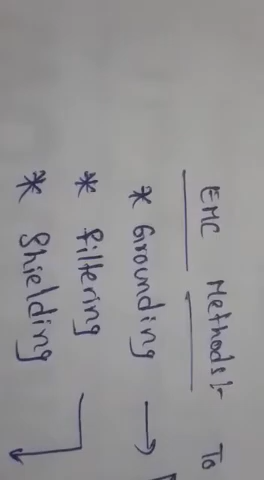 EMC Methods:- To
* Grounding →
* Filtering
* Shielding